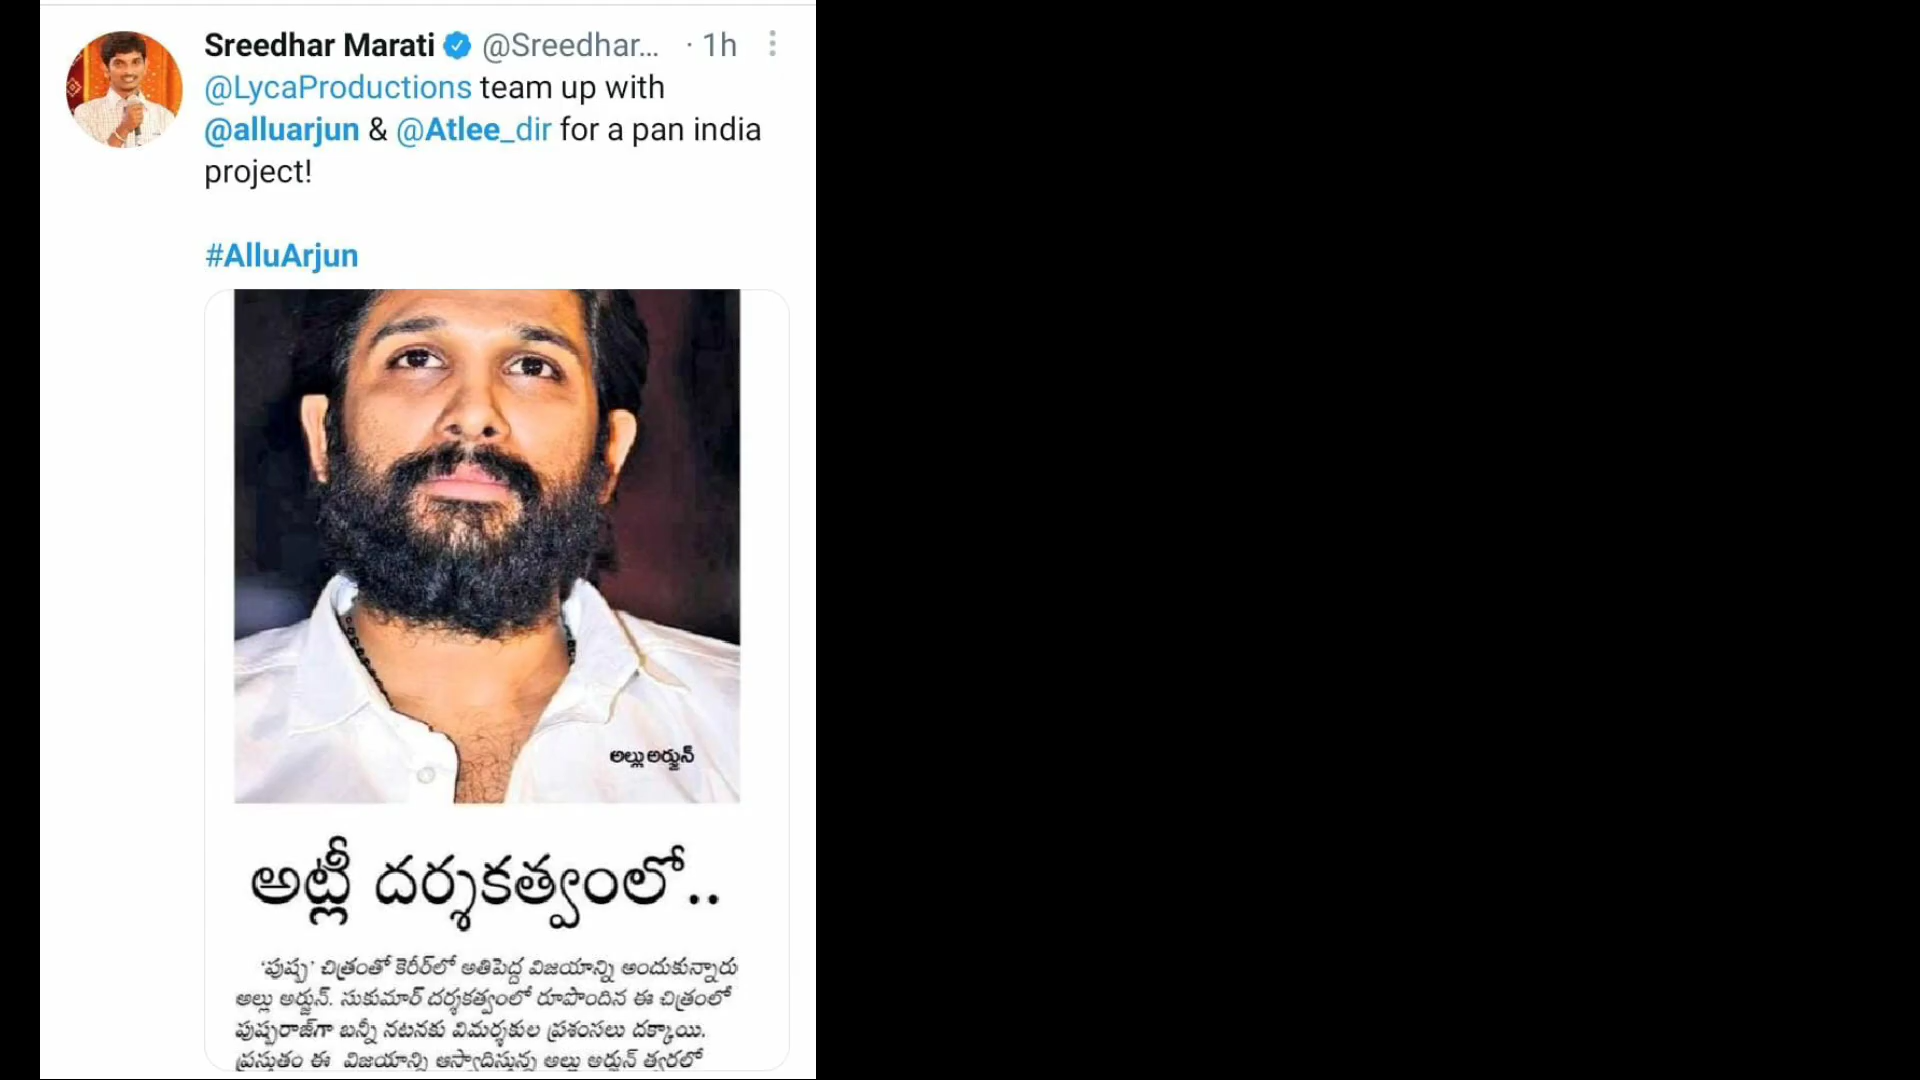 Sreedhar Marati @Sreedhar... · 1h
@LycaProductions team up with
@alluarjun & @Atlee_dir for a pan india
project!
#AlluArjun
అల్లు అర్జున్
అట్లీ దర్శకత్వంలో..
‘పుష్ప’ చిత్రంతో కెరీర్‌లో అతిపెద్ద విజయాన్ని అందుకున్నారు
అల్లు అర్జున్. సుకుమార్ దర్శకత్వంలో రూపొందిన ఈ చిత్రంలో
పుష్పరాజ్‌గా బన్నీ నటనకు విమర్శకుల ప్రశంసలు దక్కాయి.
ప్రస్తుతం ఈ విజయాన్ని ఆస్వాదిస్తున్న అల్లు అర్జున్ త్వరలో